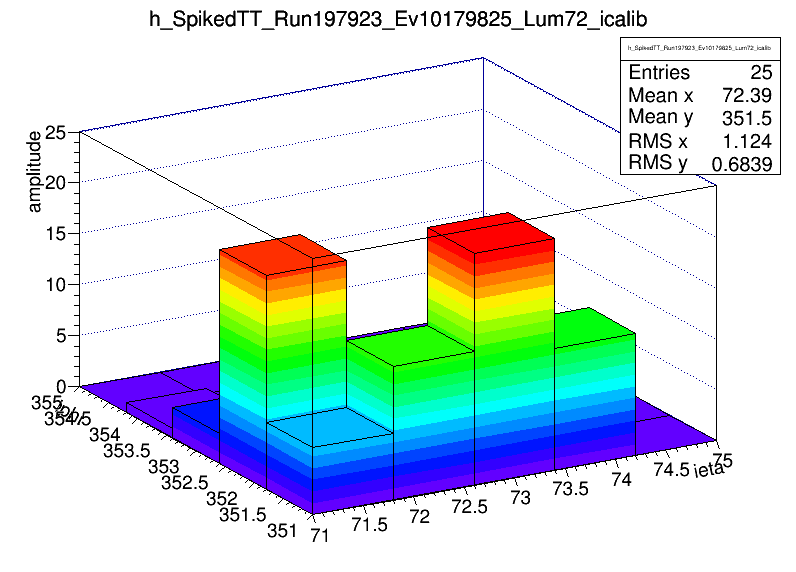 h_SpikedTT_Run197923_Ev10179825_Lum72_icalib
h_SpikedTT_Run197923_Ev10179825_Lum72_icalib
Entries 25
Mean x 72.39
Mean y 351.5
RMS x 1.124
RMS y 0.6839
amplitude
25
20
15
10
5
0
355
354.5
354
353.5
353
352.5
352
351.5
351
71
71.5
72
72.5
73
73.5
74
74.5
75
ieta